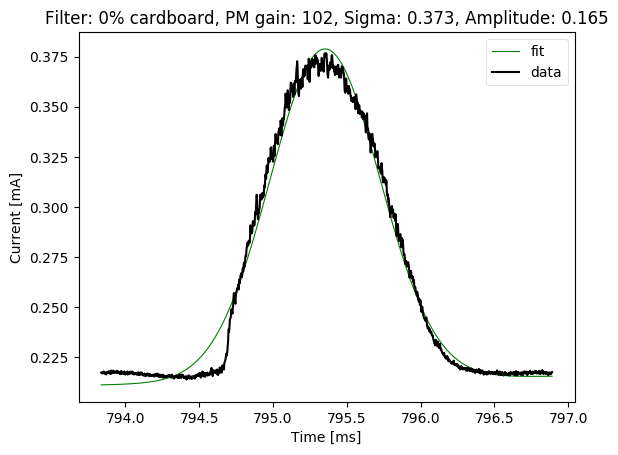 Filter: 0% cardboard, PM gain: 102, Sigma: 0.373, Amplitude: 0.165
fit
data
Current [mA]
0.375
0.350
0.325
0.300
0.275
0.250
0.225
794.0 794.5 795.0 795.5 796.0 796.5 797.0
Time [ms]